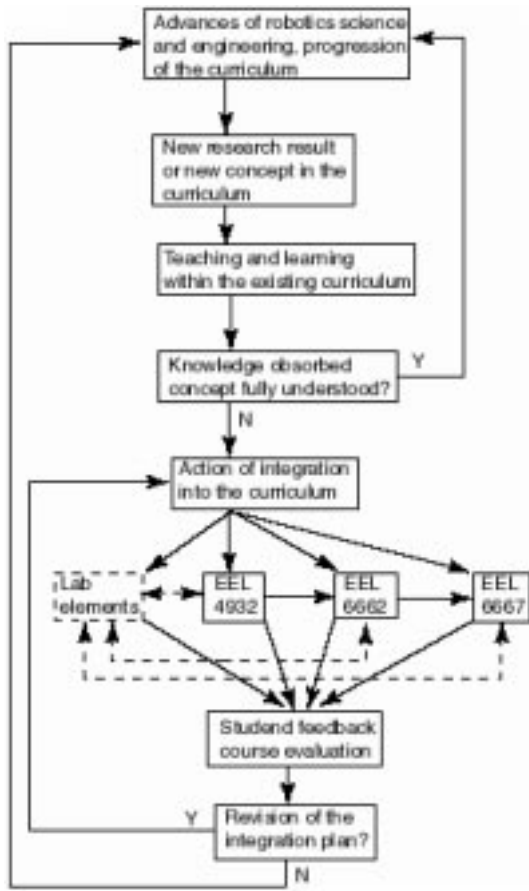 Advances of robotics science
and engineering, progression
of the curriculum
New research result
or new concept in the
curriculum
Teaching and learning
within the existing curriculum
Knowledge obsorbed
concept fully understood?
Y
N
Action of integration
into the curriculum
Lab
elements
EEL
4932
EEL
6662
EEL
6667
Studend feedback
course evaluation
Revision of the
integration plan?
Y
N